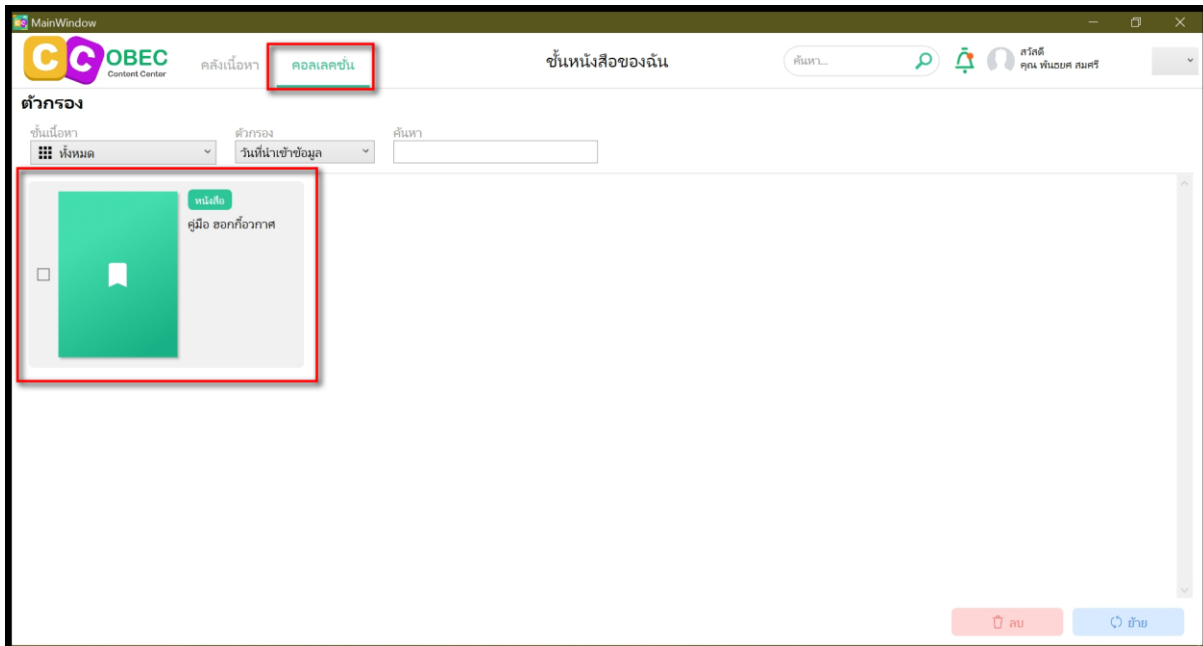 MainWindow
CC OBEC
Content Center
คลังเนื้อหา
คอลเลคชั่น
ชั้นหนังสือของฉัน
ค้นหา...
สวัสดี
คุณ พันธยศ สมศรี
ตัวกรอง
ชั้นเนื้อหา
ตัวกรอง
ค้นหา
ทั้งหมด
วันที่นำเข้าข้อมูล
หนังสือ
คู่มือ ฮอกกี้อวกาศ
ลบ
ย้าย